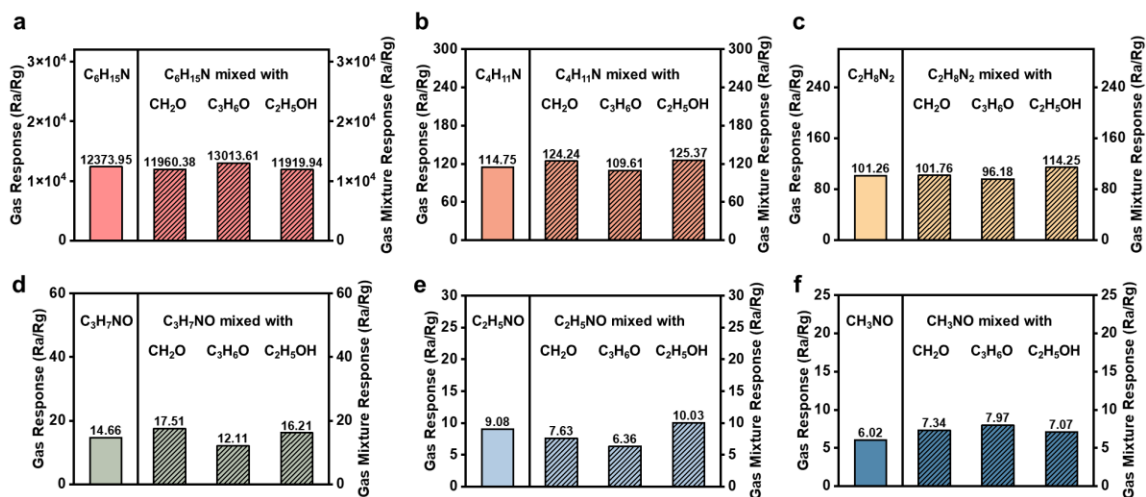 a
Gas Response (Ra/Rg)
3×10⁴
2×10⁴
1×10⁴
0
C₆H₁₅N
C₆H₁₅N mixed with
CH₂O
C₃H₆O
C₂H₅OH
12373.95
11960.38
13013.61
11919.94
3×10⁴
2×10⁴
1×10⁴
0
Gas Mixture Response (Ra/Rg)
b
Gas Response (Ra/Rg)
300
240
180
120
60
0
C₄H₁₁N
C₄H₁₁N mixed with
CH₂O
C₃H₆O
C₂H₅OH
114.75
124.24
109.61
125.37
300
240
180
120
60
0
Gas Mixture Response (Ra/Rg)
c
Gas Response (Ra/Rg)
240
160
80
0
C₂H₈N₂
C₂H₈N₂ mixed with
CH₂O
C₃H₆O
C₂H₅OH
101.26
101.76
96.18
114.25
240
160
80
0
Gas Mixture Response (Ra/Rg)
d
Gas Response (Ra/Rg)
60
40
20
0
C₃H₇NO
C₃H₇NO mixed with
CH₂O
C₃H₆O
C₂H₅OH
14.66
17.51
12.11
16.21
60
40
20
0
Gas Mixture Response (Ra/Rg)
e
Gas Response (Ra/Rg)
30
25
20
15
10
5
0
C₂H₅NO
C₂H₅NO mixed with
CH₂O
C₃H₆O
C₂H₅OH
9.08
7.63
6.36
10.03
30
25
20
15
10
5
0
Gas Mixture Response (Ra/Rg)
f
Gas Response (Ra/Rg)
25
20
15
10
5
0
CH₃NO
CH₃NO mixed with
CH₂O
C₃H₆O
C₂H₅OH
6.02
7.34
7.97
7.07
25
20
15
10
5
0
Gas Mixture Response (Ra/Rg)